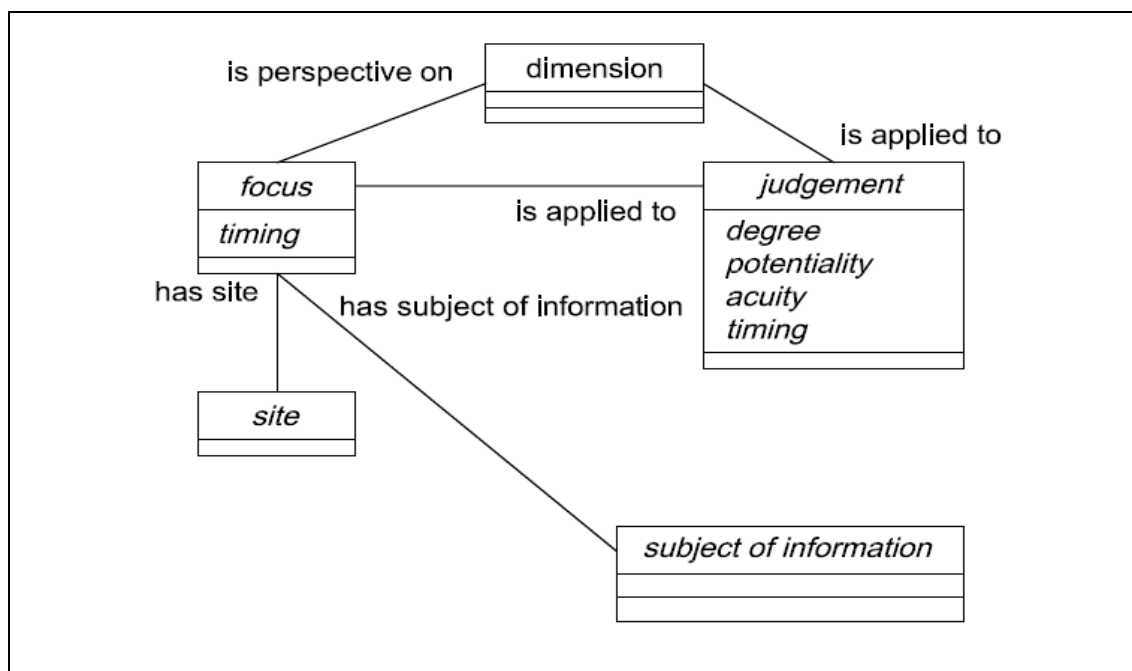 is perspective on
dimension
is applied to
focus
timing
is applied to
judgement
degree
potentiality
acuity
timing
has site
has subject of information
site
subject of information